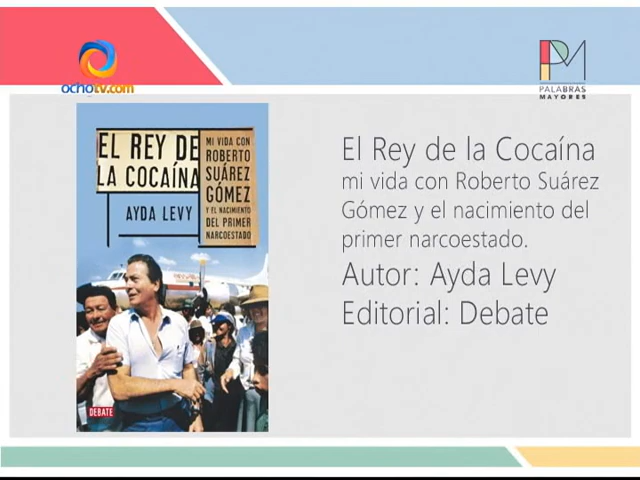 ochotv.com
PM
PALABRAS
MAYORES
EL REY DE
LA COCAÍNA
AYDA LEVY
MI VIDA CON
ROBERTO
SUÁREZ
GÓMEZ
Y EL NACIMIENTO
DEL PRIMER
NARCOESTADO
DEBATE
El Rey de la Cocaína
mi vida con Roberto Suárez
Gómez y el nacimiento del
primer narcoestado.
Autor: Ayda Levy
Editorial: Debate